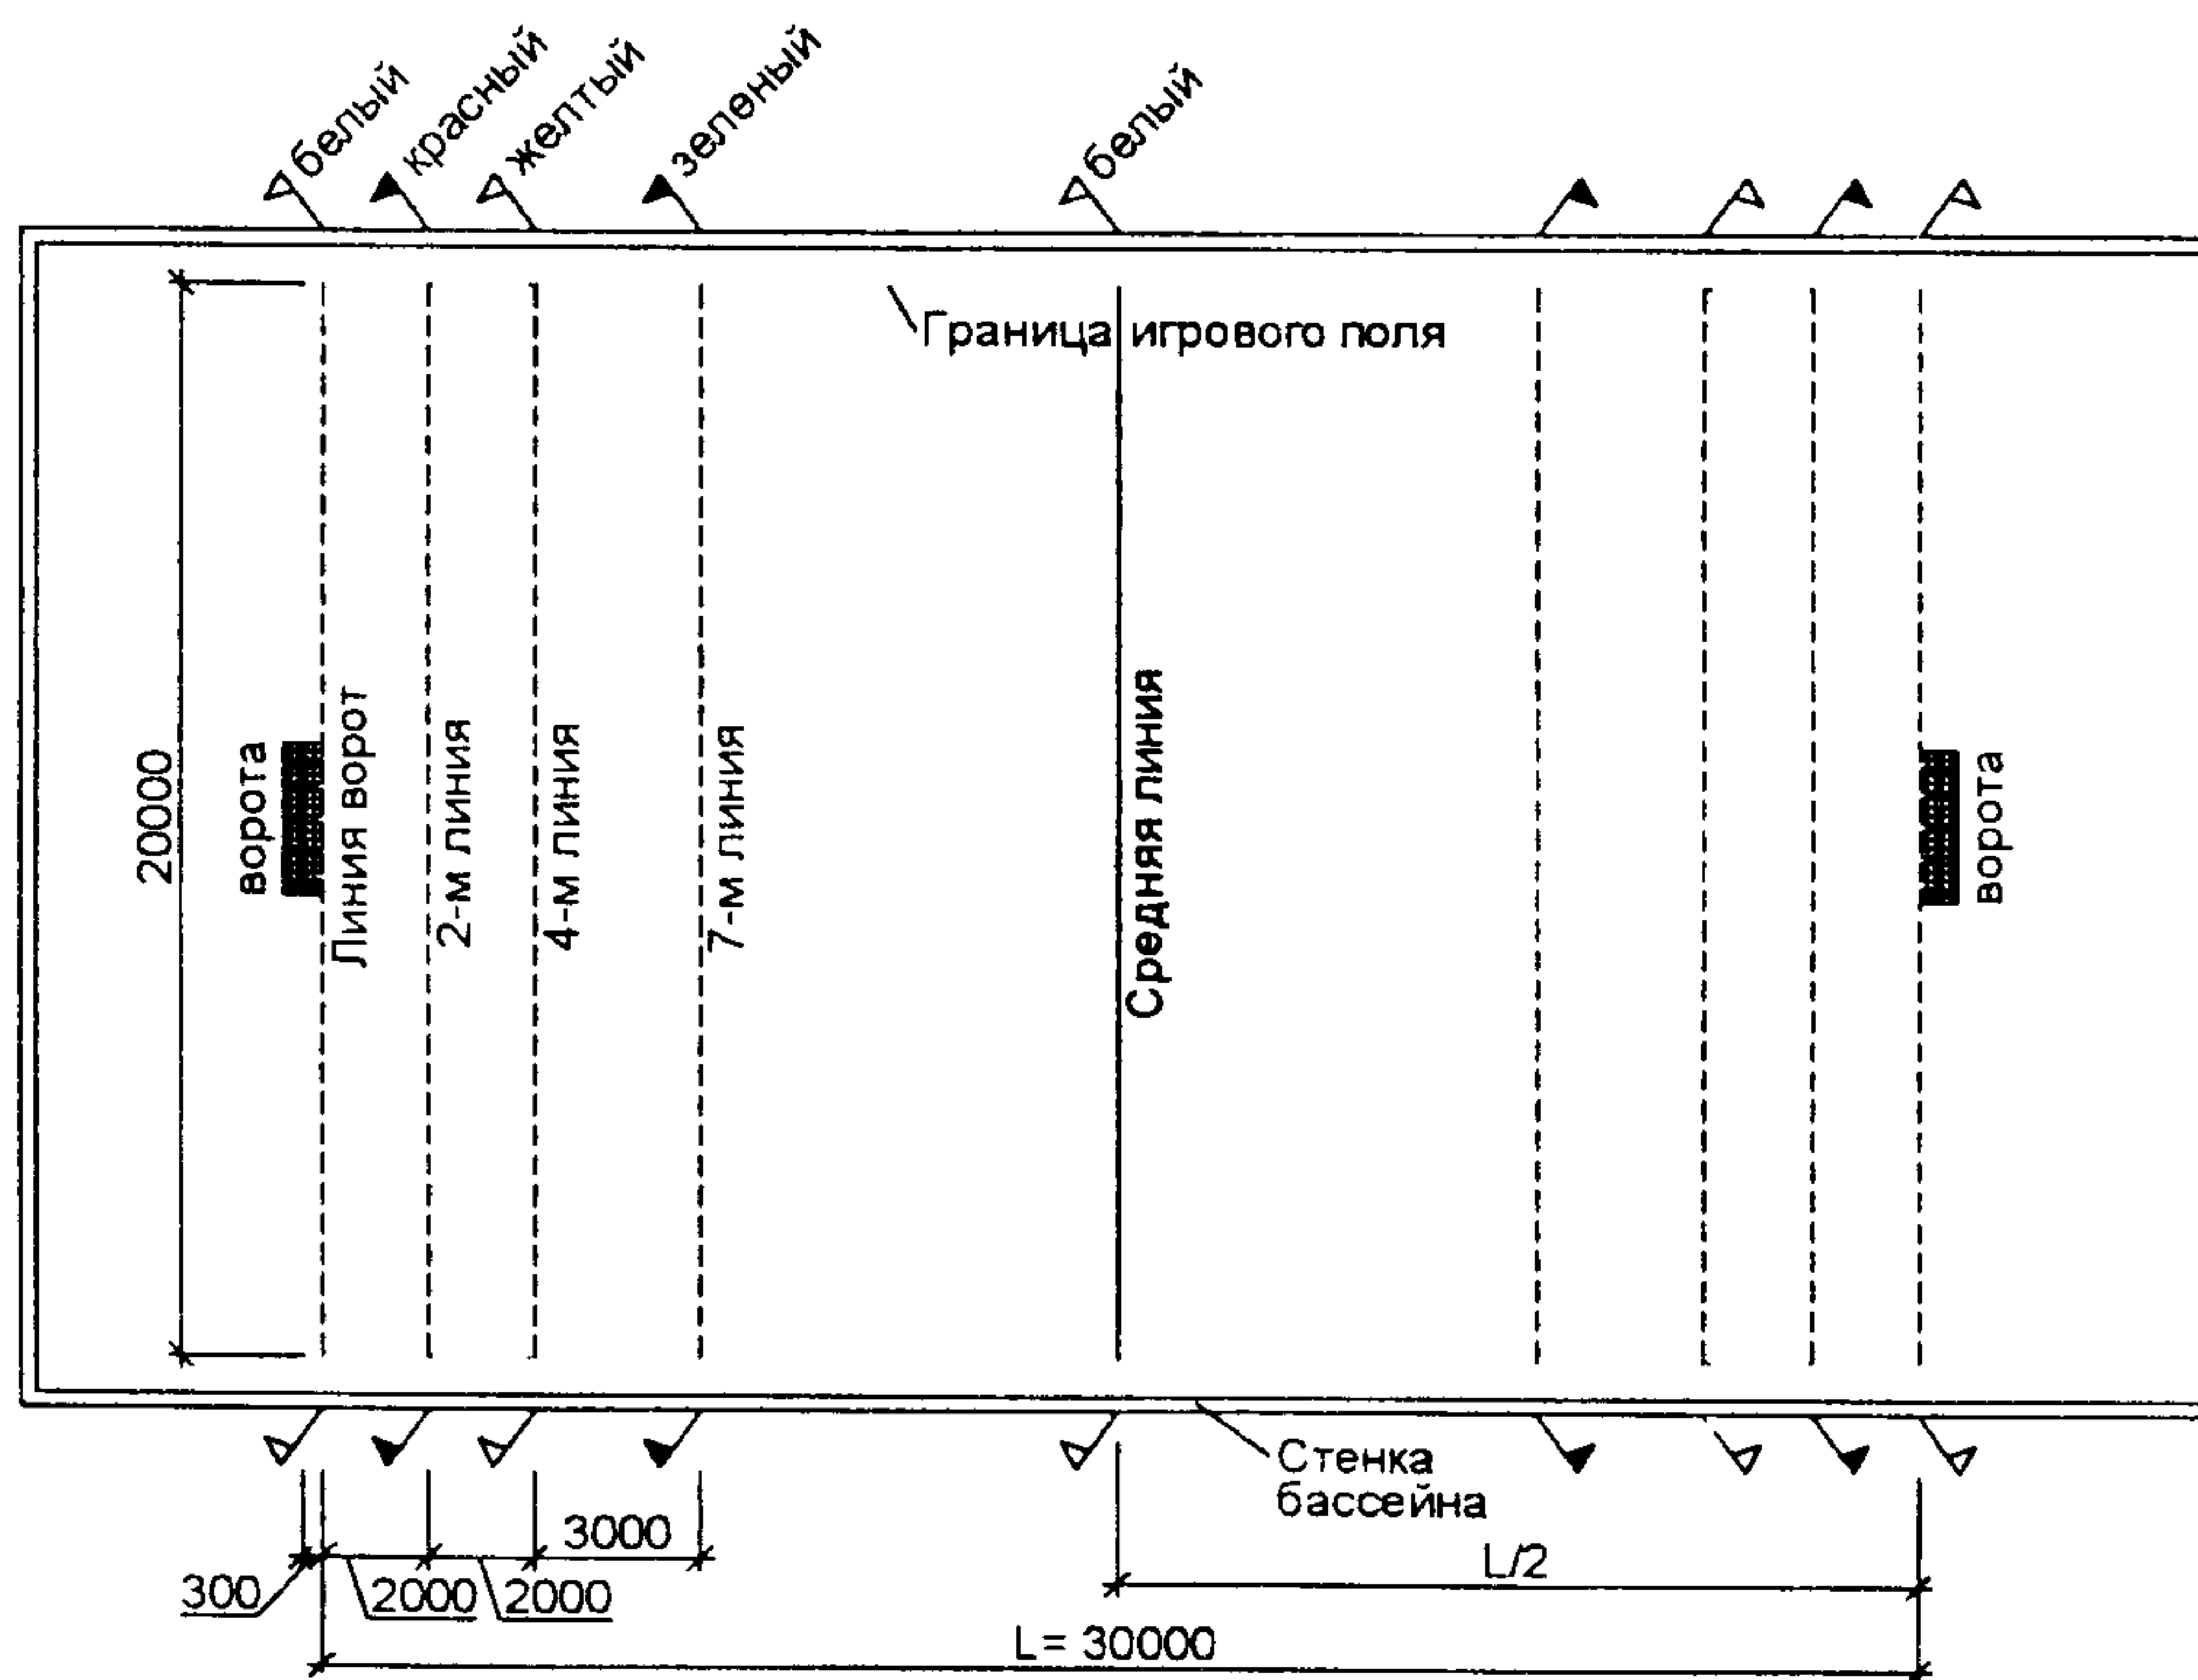 белый
красный
желтый
зеленый
белый
Граница игрового поля
20000
ворота
Линия ворот
2-м линия
4-м линия
7-м линия
Средняя линия
ворота
Стенка
бассейна
300
2000
2000
3000
L/2
L= 30000